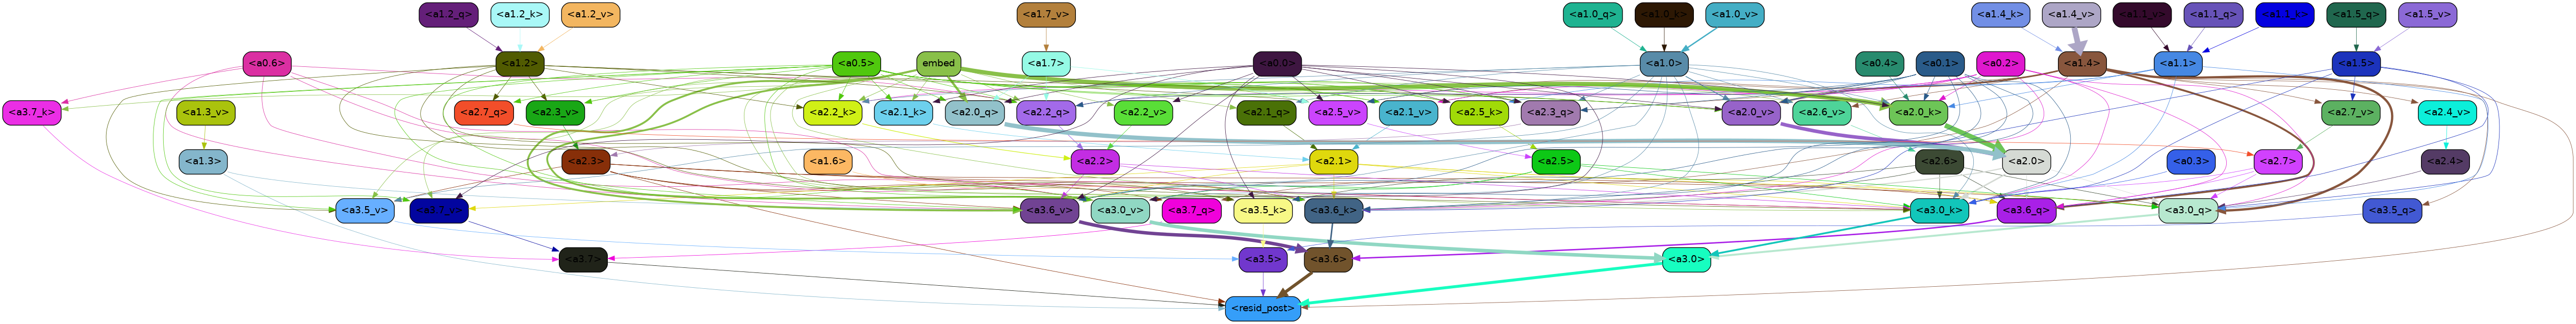 <a1.2_q> <a1.2_k> <a1.2_v> <a1.7_v> <a1.0_q> <a1.0_k> <a1.0_v> <a1.4_k> <a1.4_v> <a1.1_v> <a1.1_q> <a1.1_k> <a1.5_q> <a1.5_v>
<a0.6> <a1.2> <a0.5> embed <a1.7> <a0.0> <a1.0> <a0.4> <a0.1> <a0.2> <a1.4> <a1.1> <a1.5>
<a3.7_k> <a1.3_v> <a2.7_q> <a2.3_v> <a2.2_k> <a2.1_k> <a2.0_q> <a2.2_q> <a2.2_v> <a2.1_q> <a2.5_v> <a2.1_v> <a2.5_k> <a2.3_q> <a2.0_v> <a2.6_v> <a2.0_k> <a2.7_v> <a2.4_v>
<a1.3> <a2.3> <a1.6> <a2.2> <a2.1> <a2.5> <a2.6> <a2.0> <a0.3> <a2.7> <a2.4>
<a3.5_v> <a3.7_v> <a3.6_v> <a3.0_v> <a3.7_q> <a3.5_k> <a3.6_k> <a3.0_k> <a3.6_q> <a3.0_q> <a3.5_q>
<a3.7> <a3.5> <a3.6> <a3.0>
<resid_post>